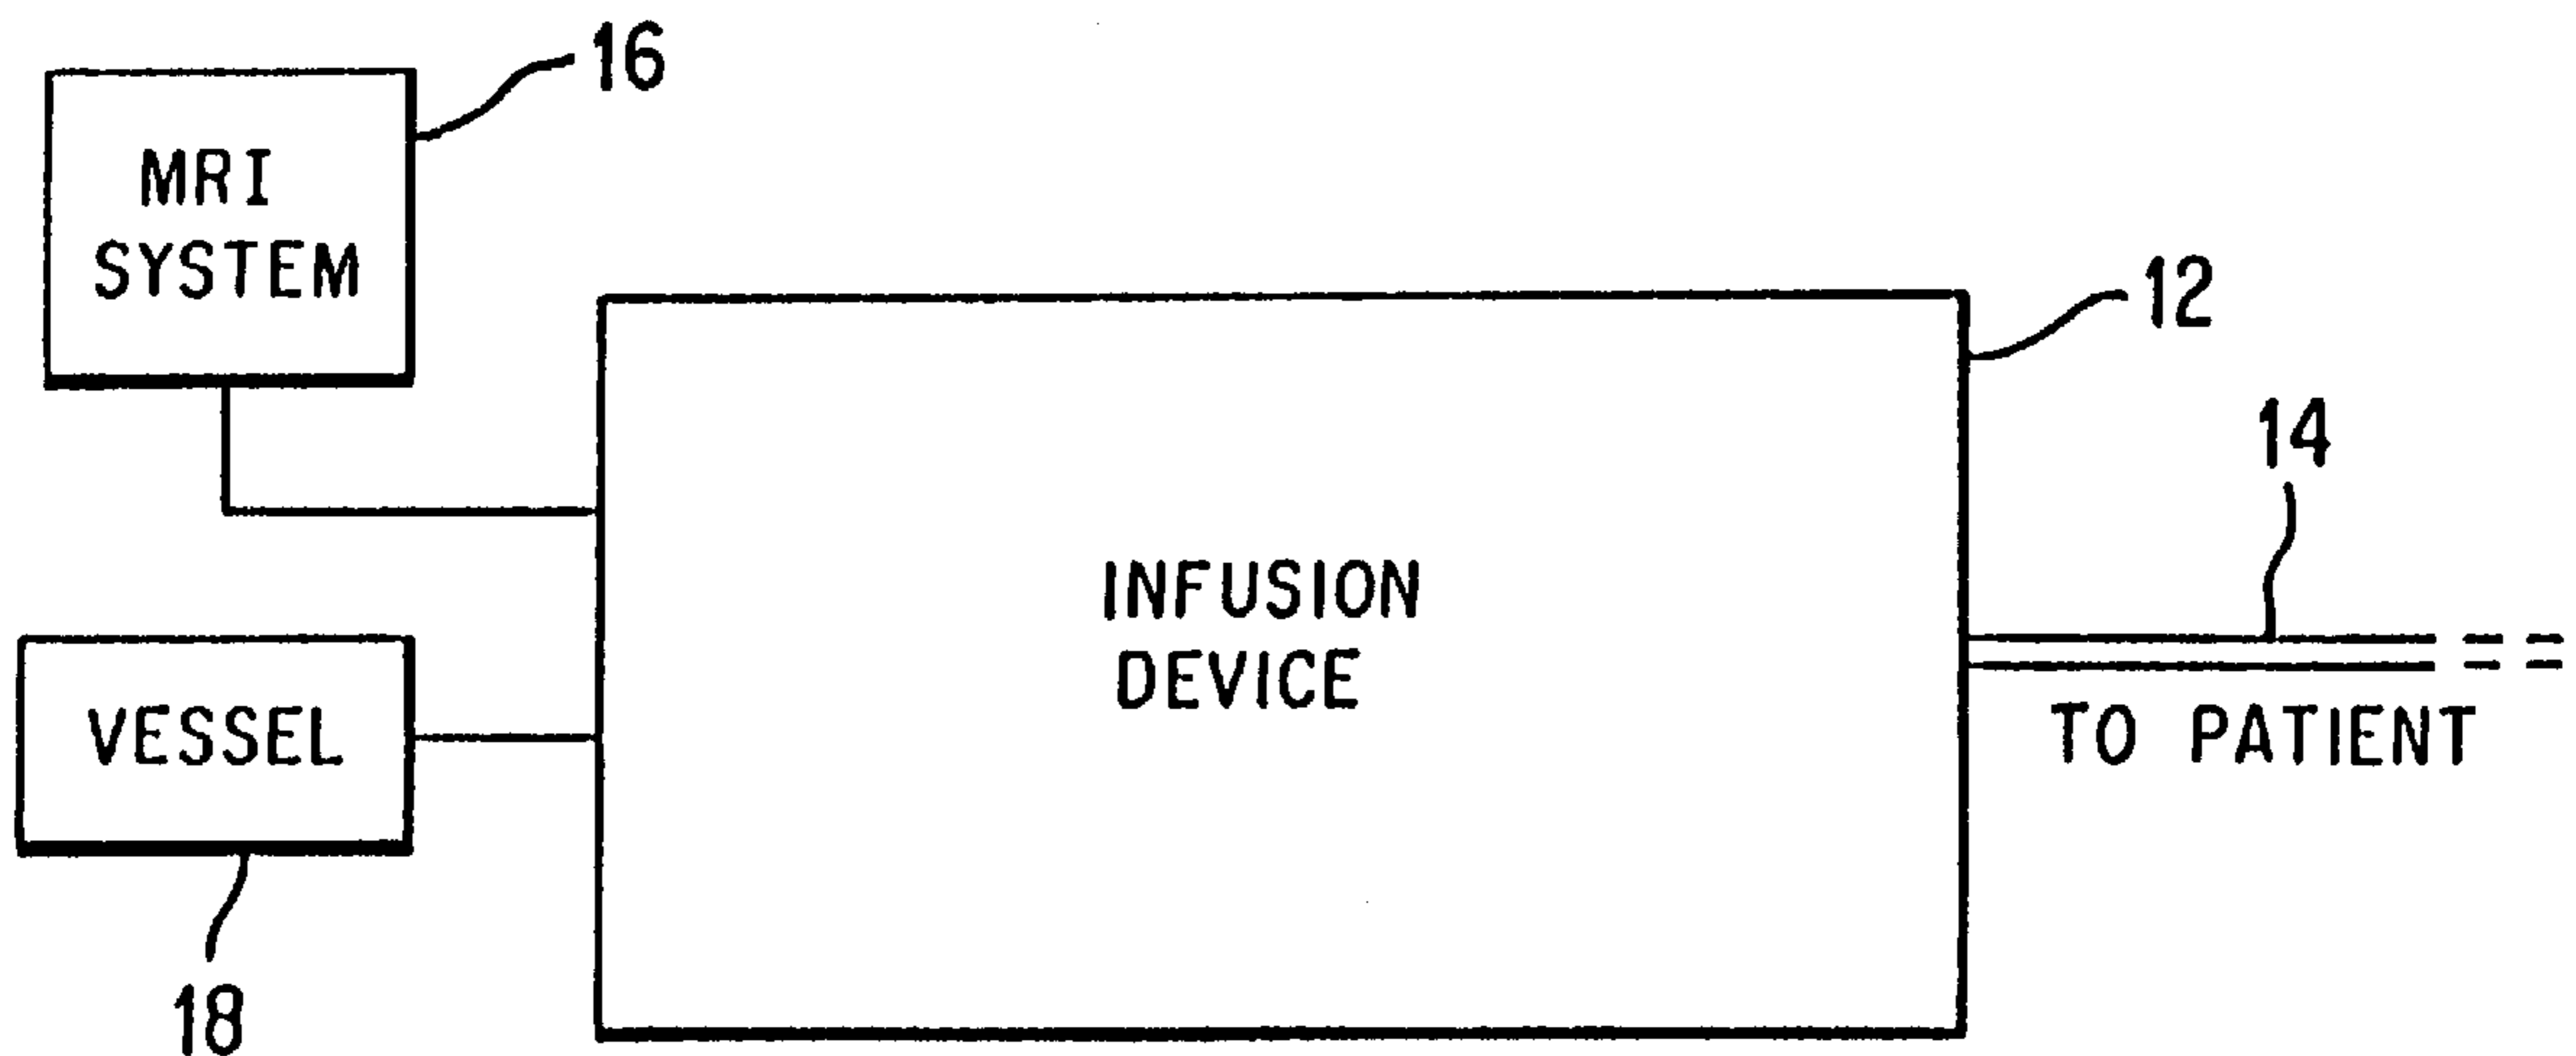 16
MRI
SYSTEM
12
14
INFUSION
DEVICE
VESSEL
TO PATIENT
18